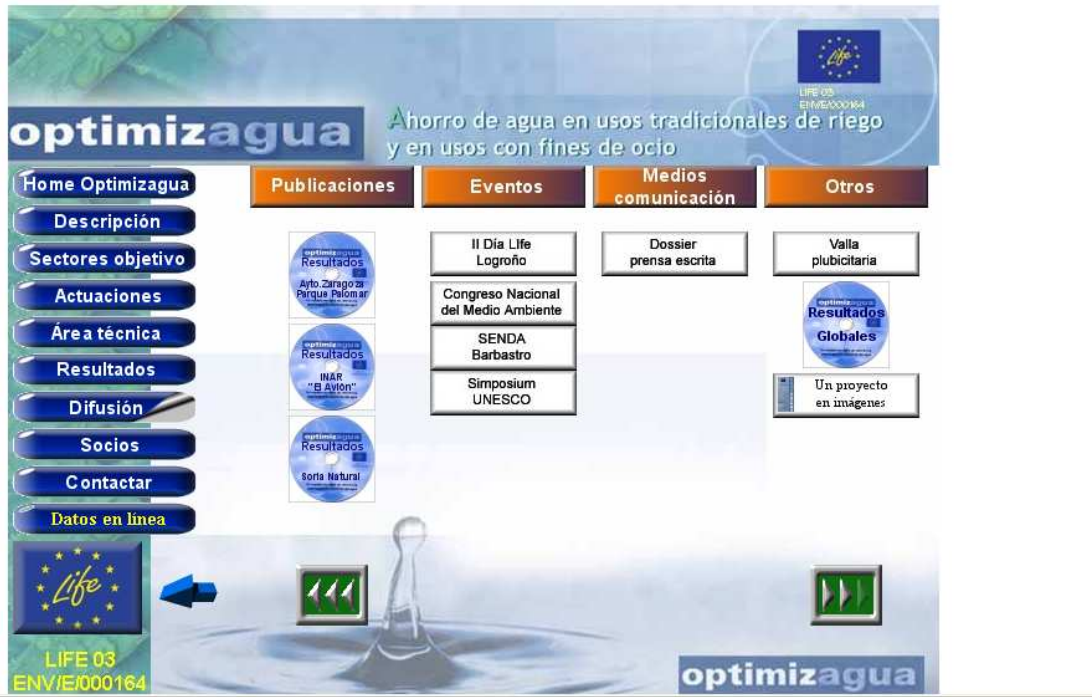 Life
LIFE 03
ENV/E/000164
optimizagua
Ahorro de agua en usos tradicionales de riego
y en usos con fines de ocio
Home Optimizagua
Descripción
Sectores objetivo
Actuaciones
Área técnica
Resultados
Difusión
Socios
Contactar
Datos en línea
Life
LIFE 03
ENV/E/000164
Publicaciones
optimizagua
Resultados
Ayto.Zaragoza
Parque Palomar
optimizagua
Resultados
INAR
"El Avión"
optimizagua
Resultados
Soria Natural
Eventos
II Día LIfe
Logroño
Congreso Nacional
del Medio Ambiente
SENDA
Barbastro
Simposium
UNESCO
Medios
comunicación
Dossier
prensa escrita
Otros
Valla
plubicitaria
optimizagua
Resultados
Globales
Un proyecto
en imágenes
optimizagua